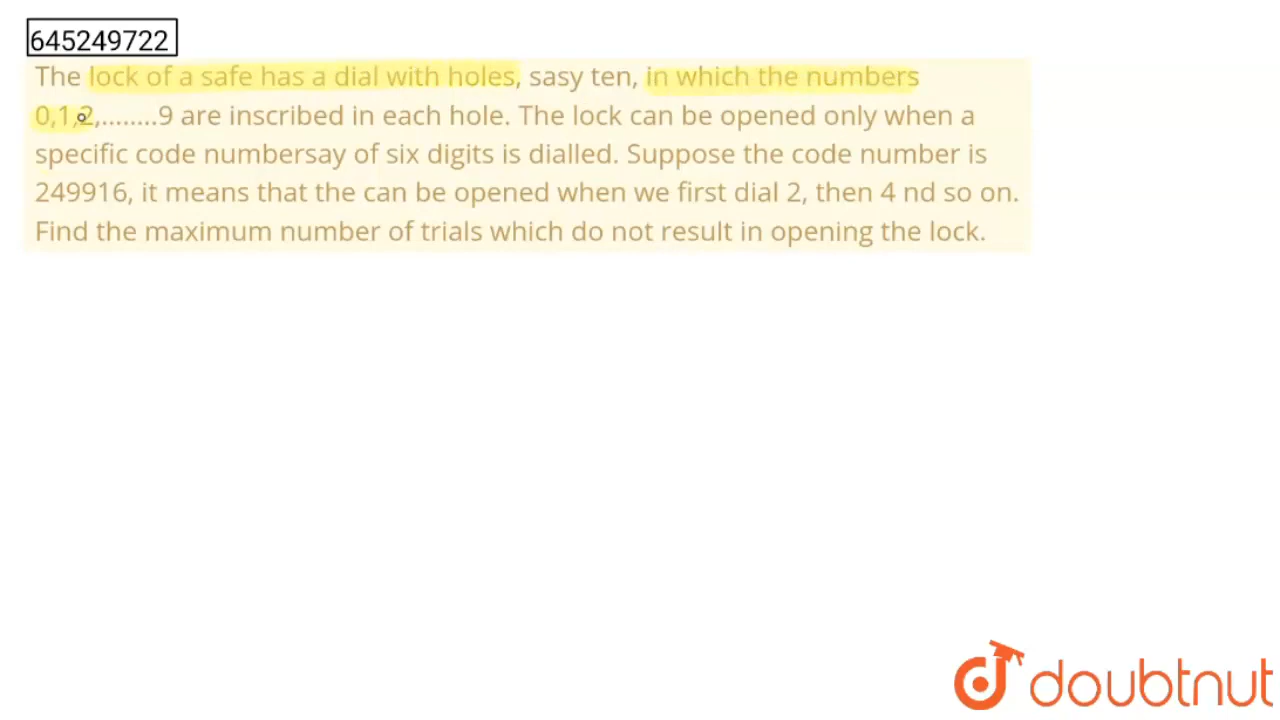 645249722
The lock of a safe has a dial with holes, sasy ten, in which the numbers
0,1,2,........9 are inscribed in each hole. The lock can be opened only when a
specific code numbersay of six digits is dialled. Suppose the code number is
249916, it means that the can be opened when we first dial 2, then 4 nd so on.
Find the maximum number of trials which do not result in opening the lock.
doubtnut